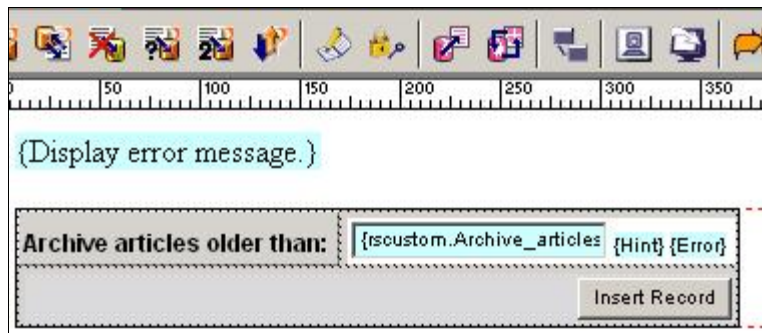 50 100 150 200 250 300 350
{Display error message.}
Archive articles older than: {rscustom.Archive_articles {Hint} {Error}
Insert Record